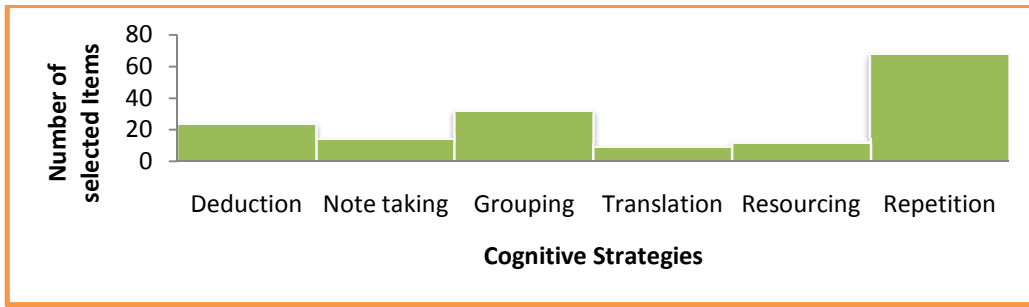 Number of
selected Items
80
60
40
20
0
Deduction Note taking Grouping Translation Resourcing Repetition
Cognitive Strategies